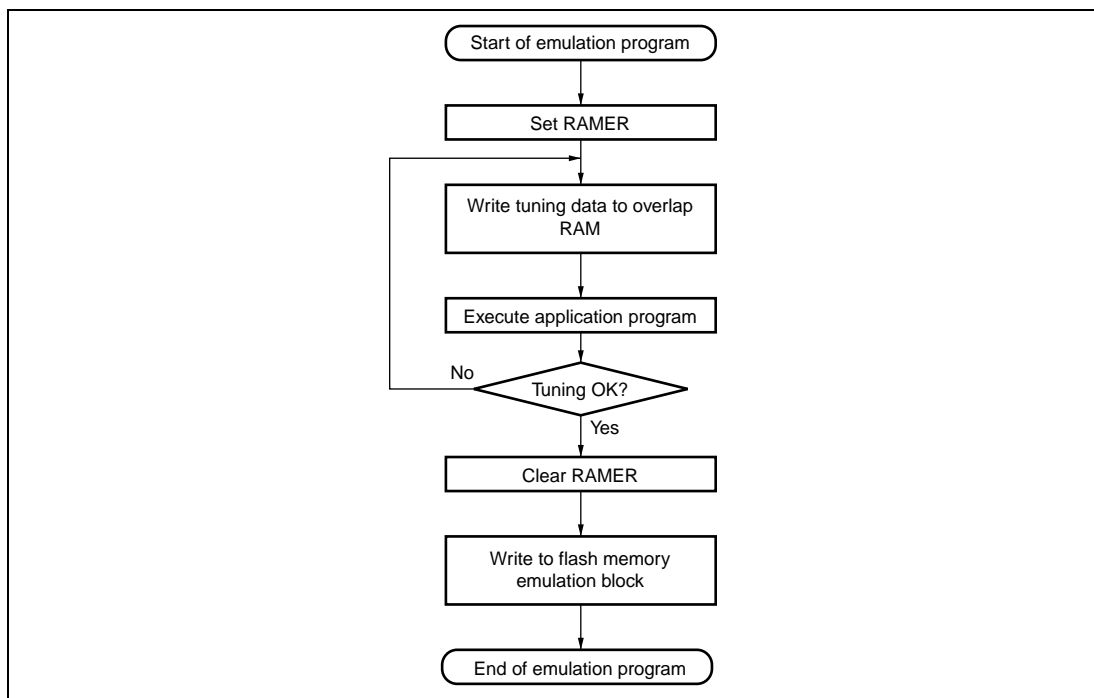 Start of emulation program
Set RAMER
Write tuning data to overlap
RAM
Execute application program
No
Tuning OK?
Yes
Clear RAMER
Write to flash memory
emulation block
End of emulation program